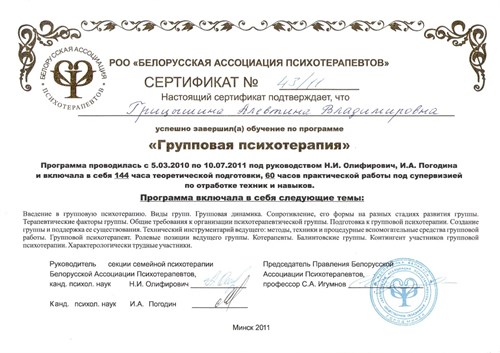 БЕЛОРУССКАЯ АССОЦИАЦИЯ ПСИХОТЕРАПЕВТОВ
РОО «БЕЛОРУССКАЯ АССОЦИАЦИЯ ПСИХОТЕРАПЕВТОВ»
СЕРТИФИКАТ № 43/11
Настоящий сертификат подтверждает, что
Грицышина Алевтина Владимировна
успешно завершил(а) обучение по программе
«Групповая психотерапия»
Программа проводилась с 5.03.2010 по 10.07.2011 под руководством Н.И. Олифирович, И.А. Погодина
и включала в себя 144 часа теоретической подготовки, 60 часов практической работы под супервизией
по отработке техник и навыков.
Программа включала в себя следующие темы:
Введение в групповую психотерапию. Виды групп. Групповая динамика. Сопротивление, его формы на разных стадиях развития группы.
Терапевтические факторы группы. Общие требования к организации психотерапевтической группы. Подготовка к групповой психотерапии. Создание
группы и поддержка ее существования. Технический инструментарий ведущего: методы, техники и процедурные вспомогательные средства групповой
работы. Групповой психотерапевт. Ролевые позиции ведущего группы. Котерапевты. Балинтовские группы. Контингент участников групповой
психотерапии. Характерологически трудные участники.
Руководитель секции семейной психотерапии
Белорусской Ассоциации Психотерапевтов,
канд. психол. наук Н.И. Олифирович
Канд. психол. наук И.А. Погодин
Председатель Правления Белорусской
Ассоциации Психотерапевтов,
профессор С.А. Игумнов
Минск 2011